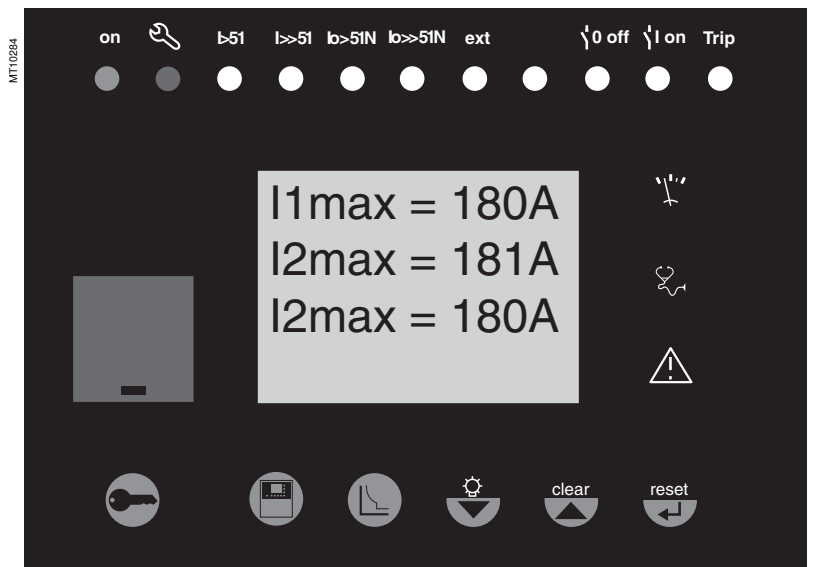 MT10284
on I>51 I>>51 Io>51N Io>>51N ext 0 off I on Trip
I1max = 180A
I2max = 181A
I2max = 180A
clear reset